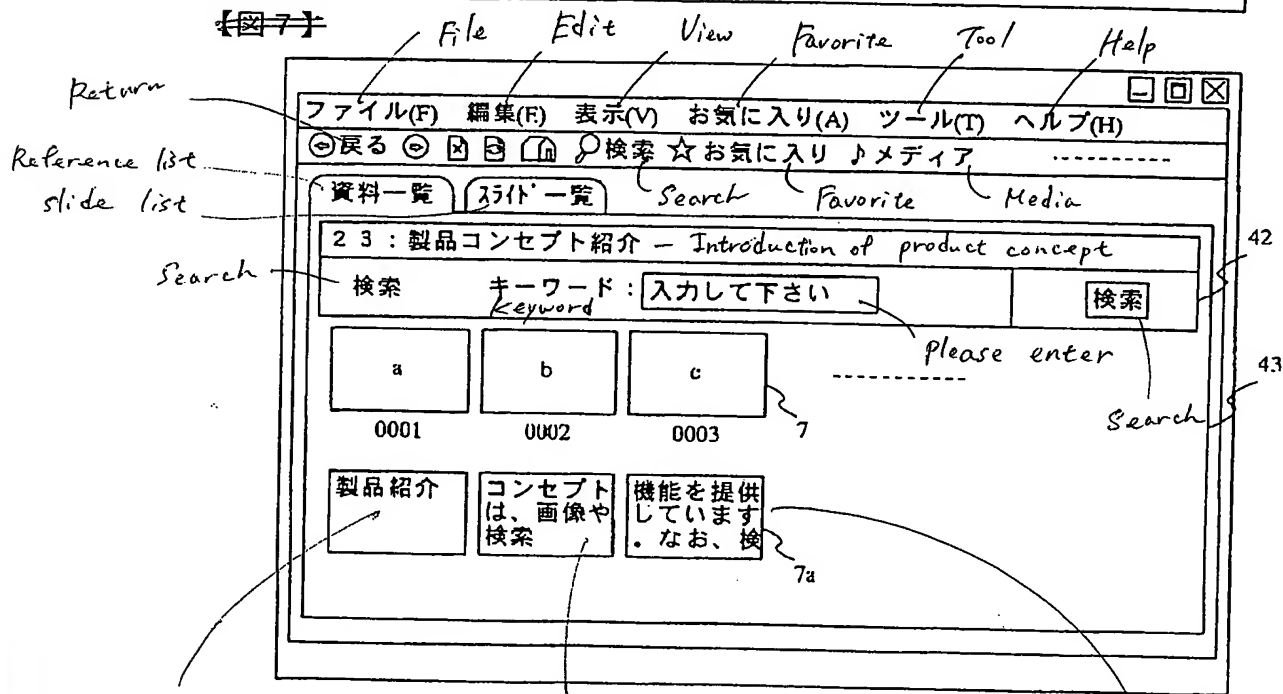 【図7】
File Edit View Favorite Tool Help
Return
ファイル(F) 編集(E) 表示(V) お気に入り(A) ツール(T) ヘルプ(H)
戻る 検索 ☆お気に入り ♪メディア ----------
Reference list
slide list
資料一覧 スライド一覧 Search Favorite Media
23:製品コンセプト紹介 - Introduction of product concept
42
Search
検索 キーワード: 入力して下さい 検索
Keyword
Please enter
43
a b c ----------
Search
0001 0002 0003 7
製品紹介 コンセプトは、画像や検索 機能を提供しています。なお、検
7a